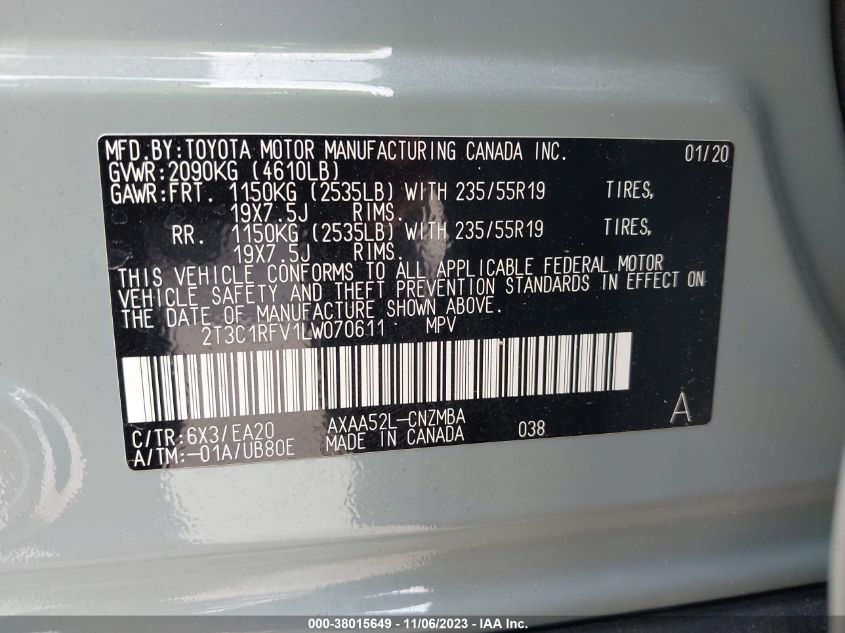 MFD.BY:TOYOTA MOTOR MANUFACTURING CANADA INC. 01/20
GVWR:2090KG (4610LB)
GAWR:FRT. 1150KG (2535LB) WITH 235/55R19 TIRES,
19X7.5J RIMS.
RR. 1150KG (2535LB) WITH 235/55R19 TIRES,
19X7.5J RIMS.
THIS VEHICLE CONFORMS TO ALL APPLICABLE FEDERAL MOTOR
VEHICLE SAFETY AND THEFT PREVENTION STANDARDS IN EFFECT ON
THE DATE OF MANUFACTURE SHOWN ABOVE.
2T3C1RFV1LW070611 MPV
A
C/TR:6X3/EA20 AXAA52L-CNZMBA
A/TM:-01A/UB80E MADE IN CANADA 038
000-38015649 - 11/06/2023 - IAA Inc.